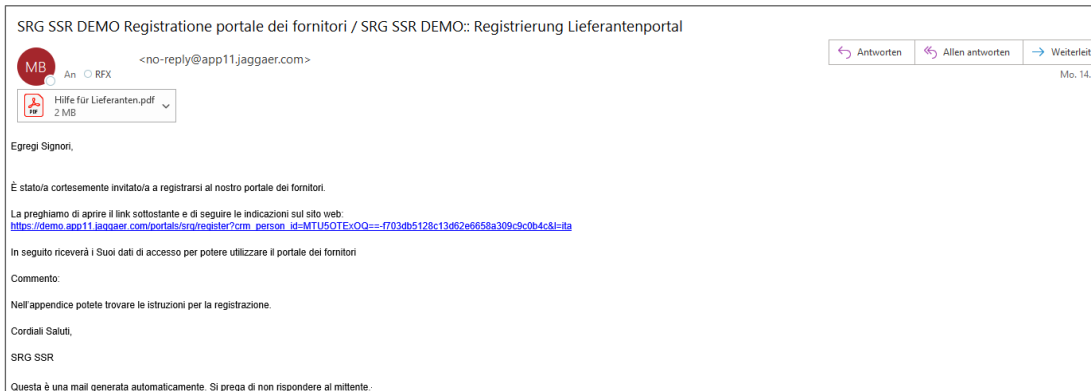 SRG SSR DEMO Registratione portale dei fornitori / SRG SSR DEMO:: Registrierung Lieferantenportal
MB
<no-reply@app11.jaggaer.com>
An RFX
Antworten
Allen antworten
Weiterleit
Mo. 14.
Hilfe für Lieferanten.pdf
2 MB
Egregi Signori,
È stato/a cortesemente invitato/a a registrarsi al nostro portale dei fornitori.
La preghiamo di aprire il link sottostante e di seguire le indicazioni sul sito web:
https://demo.app11.jaggaer.com/portals/srg/register?crm_person_id=MTU5OTExOQ==-f703db5128c13d62e6658a309c9c0b4c&l=ita
In seguito riceverà i Suoi dati di accesso per potere utilizzare il portale dei fornitori
Commento:
Nell'appendice potete trovare le istruzioni per la registrazione.
Cordiali Saluti,
SRG SSR
Questa è una mail generata automaticamente. Si prega di non rispondere al mittente.